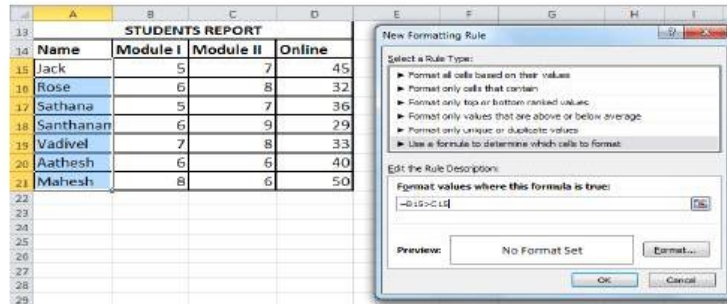 A B C D E F G H I
13 STUDENTS REPORT
14 Name Module I Module II Online
15 Jack 5 7 45
16 Rose 6 8 32
17 Sathana 5 7 36
18 Santhanam 6 9 29
19 Vadivel 7 8 33
20 Aathesh 6 6 40
21 Mahesh 8 6 50
22
23
24
25
26
27
28
29
New Formatting Rule
Select a Rule Type:
► Format all cells based on their values
► Format only cells that contain
► Format only top or bottom ranked values
► Format only values that are above or below average
► Format only unique or duplicate values
► Use a formula to determine which cells to format
Edit the Rule Description:
Format values where this formula is true:
=B15>C15
Preview: No Format Set Format...
OK Cancel